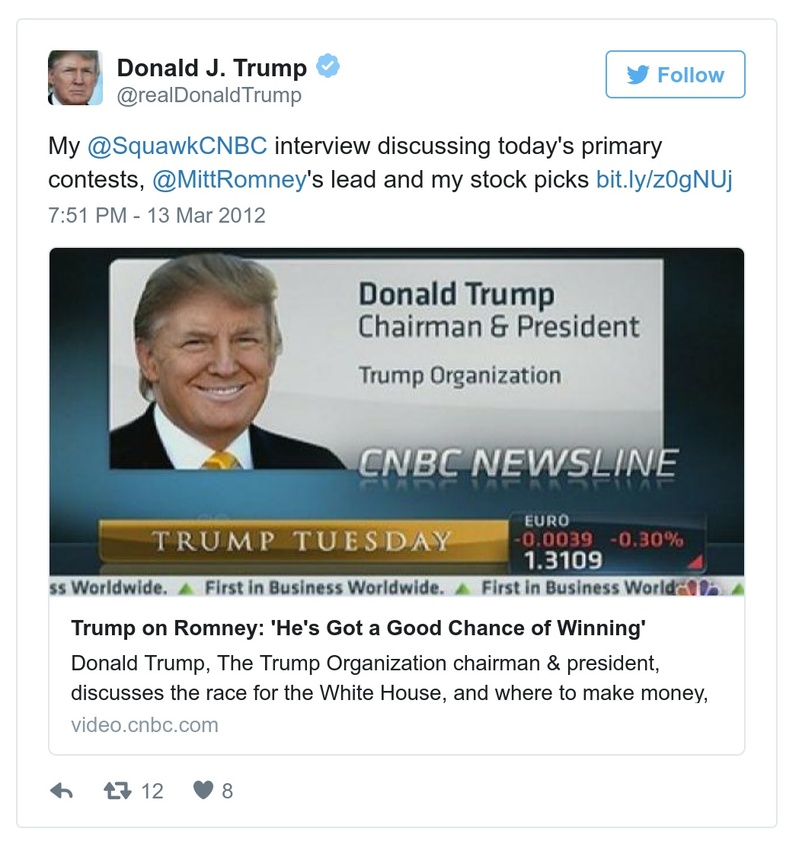 Donald J. Trump
@realDonaldTrump
Follow
My @SquawkCNBC interview discussing today's primary
contests, @MittRomney's lead and my stock picks bit.ly/z0gNUj
7:51 PM - 13 Mar 2012
Donald Trump
Chairman & President
Trump Organization
CNBC NEWSLINE
TRUMP TUESDAY
EURO
-0.0039 -0.30%
1.3109
ss Worldwide. ▲ First in Business Worldwide. ▲ First in Business World
Trump on Romney: 'He's Got a Good Chance of Winning'
Donald Trump, The Trump Organization chairman & president,
discusses the race for the White House, and where to make money,
video.cnbc.com
12
8